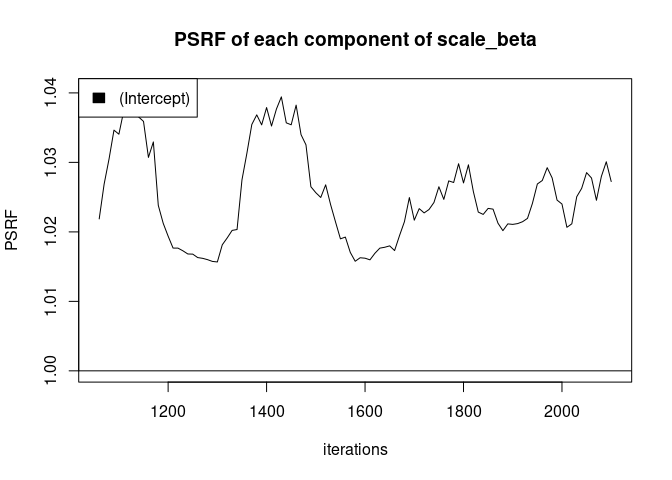 PSRF of each component of scale_beta
(Intercept)
PSRF
1.04
1.03
1.02
1.01
1.00
1200 1400 1600 1800 2000
iterations